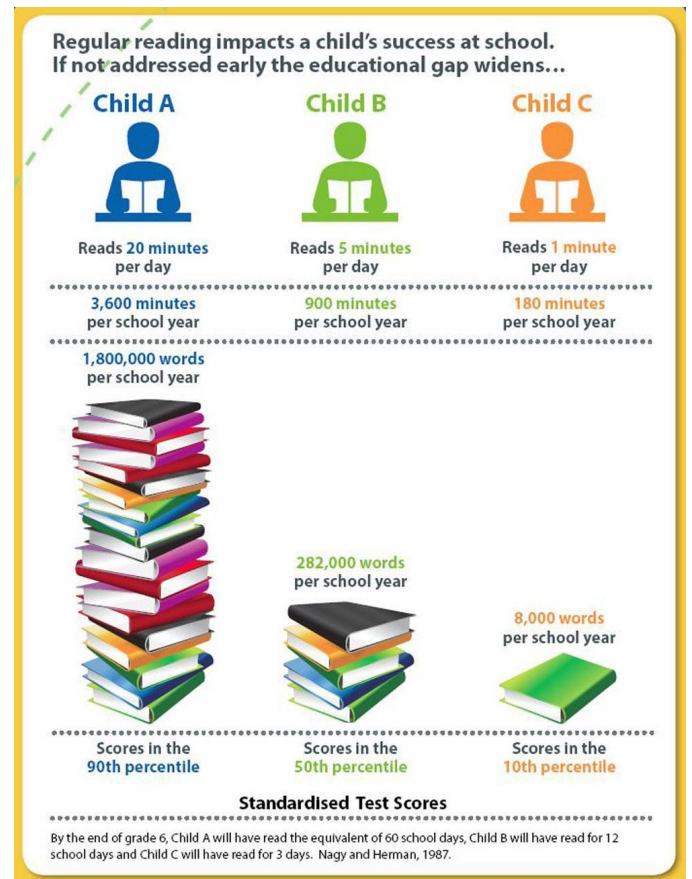 Regular reading impacts a child's success at school.
If not addressed early the educational gap widens...
Child A
Child B
Child C
Reads 20 minutes
per day
Reads 5 minutes
per day
Reads 1 minute
per day
3,600 minutes
per school year
900 minutes
per school year
180 minutes
per school year
1,800,000 words
per school year
282,000 words
per school year
8,000 words
per school year
Scores in the
90th percentile
Scores in the
50th percentile
Scores in the
10th percentile
Standardised Test Scores
By the end of grade 6, Child A will have read the equivalent of 60 school days, Child B will have read for 12
school days and Child C will have read for 3 days. Nagy and Herman, 1987.